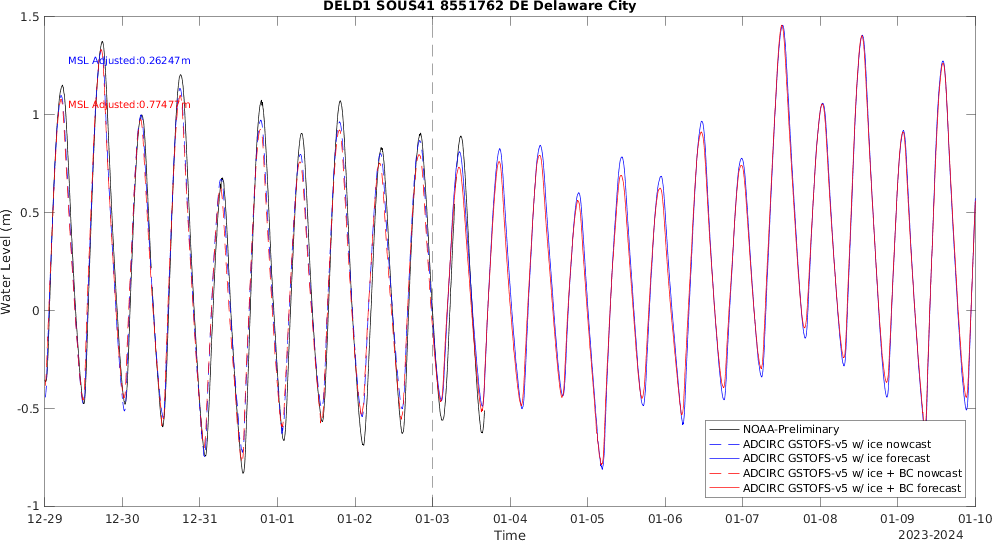 DELD1 SOUS41 8551762 DE Delaware City
1.5
1
0.5
0
-0.5
-1
Water Level (m)
MSL Adjusted:0.26247m
MSL Adjusted:0.77477m
NOAA-Preliminary
ADCIRC GSTOFS-v5 w/ ice nowcast
ADCIRC GSTOFS-v5 w/ ice forecast
ADCIRC GSTOFS-v5 w/ ice + BC nowcast
ADCIRC GSTOFS-v5 w/ ice + BC forecast
12-29 12-30 12-31 01-01 01-02 01-03 01-04 01-05 01-06 01-07 01-08 01-09 01-10
Time
2023-2024